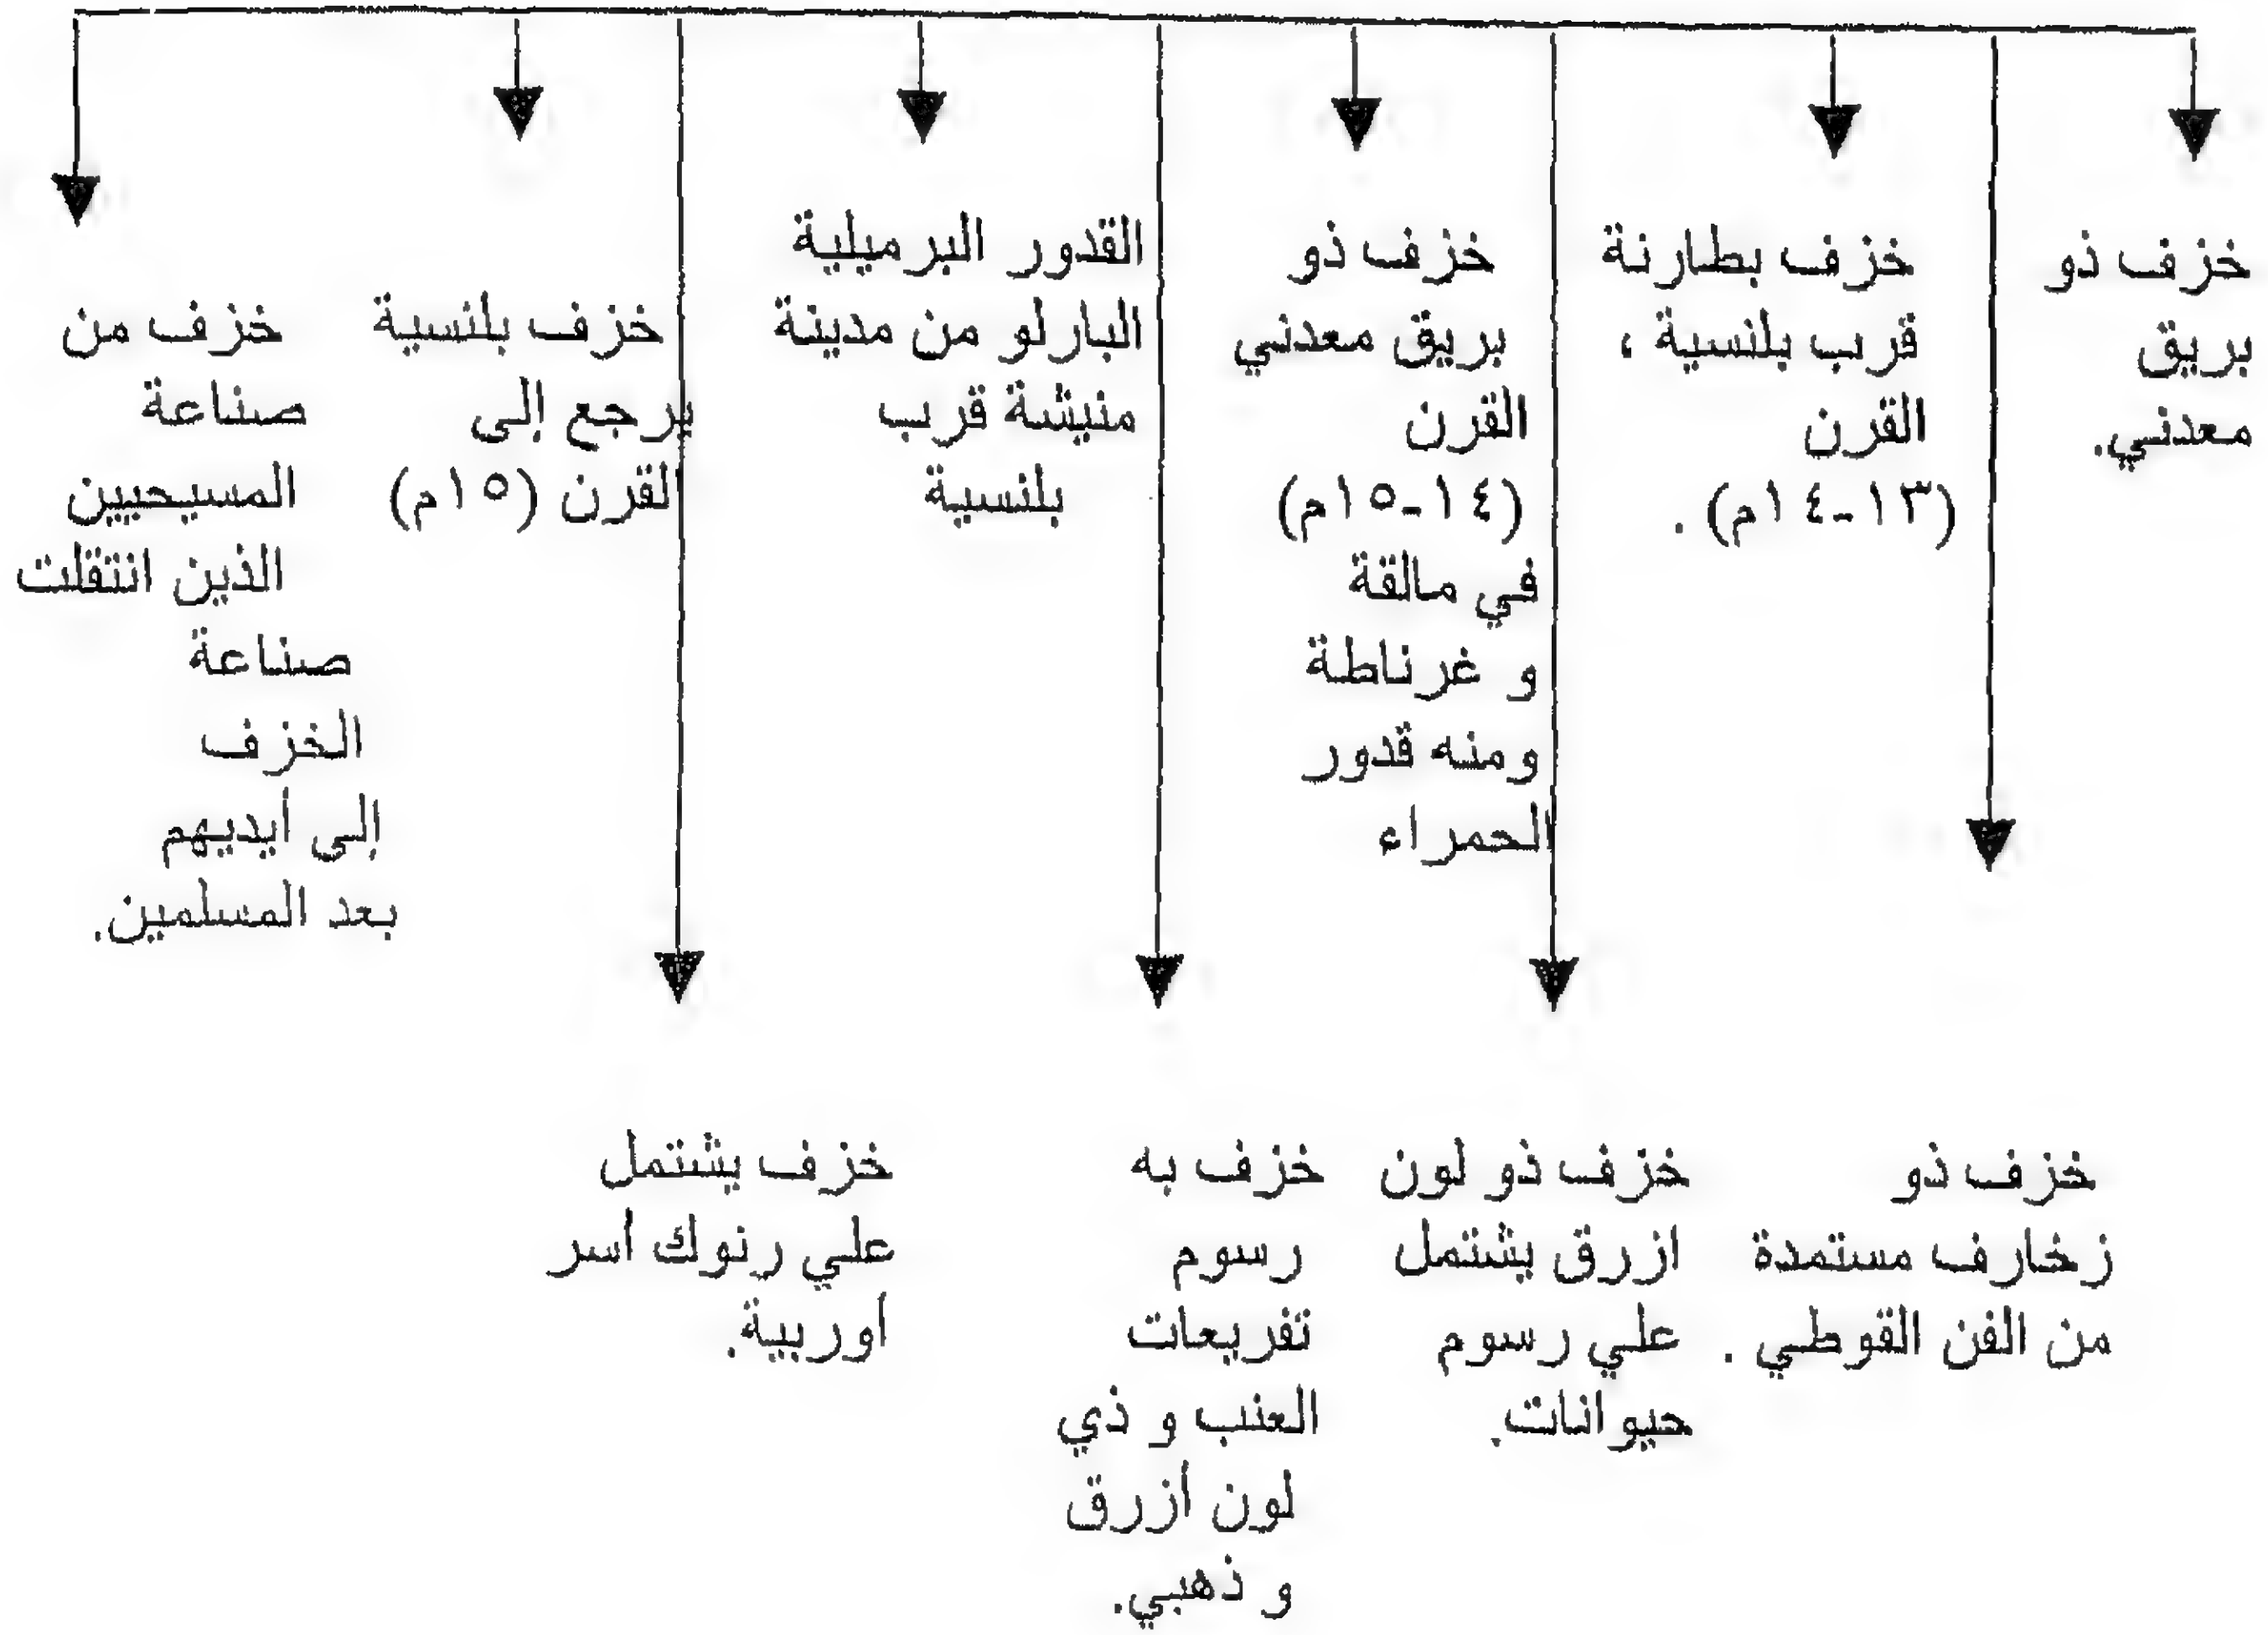 خزف ذو
بريق
معدني.
خزف بطارنة
قرب بلنسية ،
القرن
(١٣-١٤م) .
خزف ذو
بريق معدني
القرن
(١٤-١٥م)
في مالقة
و غرناطة
ومنه قدور
الحمراء
القدور البرميلية
البارلو من مدينة
منيشة قرب
بلنسية
خزف بلنسية
يرجع إلى
القرن (١٥م)
خزف من
صناعة
المسيحيين
الذين انتقلت
صناعة
الخزف
إلى أيديهم
بعد المسلمين.
خزف ذو
زخارف مستمدة
من الفن القوطي .
خزف ذو لون
ازرق يشتمل
علي رسوم
حيوانات.
خزف به
رسوم
تفريعات
العنب و ذي
لون أزرق
و ذهبي.
خزف يشتمل
علي رنوك أسر
أوربية.